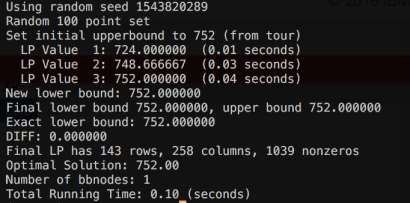 Using random seed 1543820289
Random 100 point set
Set initial upperbound to 752 (from tour)
  LP Value  1: 724.000000  (0.01 seconds)
  LP Value  2: 748.666667  (0.03 seconds)
  LP Value  3: 752.000000  (0.04 seconds)
New lower bound: 752.000000
Final lower bound 752.000000, upper bound 752.000000
Exact lower bound: 752.000000
DIFF: 0.000000
Final LP has 143 rows, 258 columns, 1039 nonzeros
Optimal Solution: 752.00
Number of bbnodes: 1
Total Running Time: 0.10 (seconds)